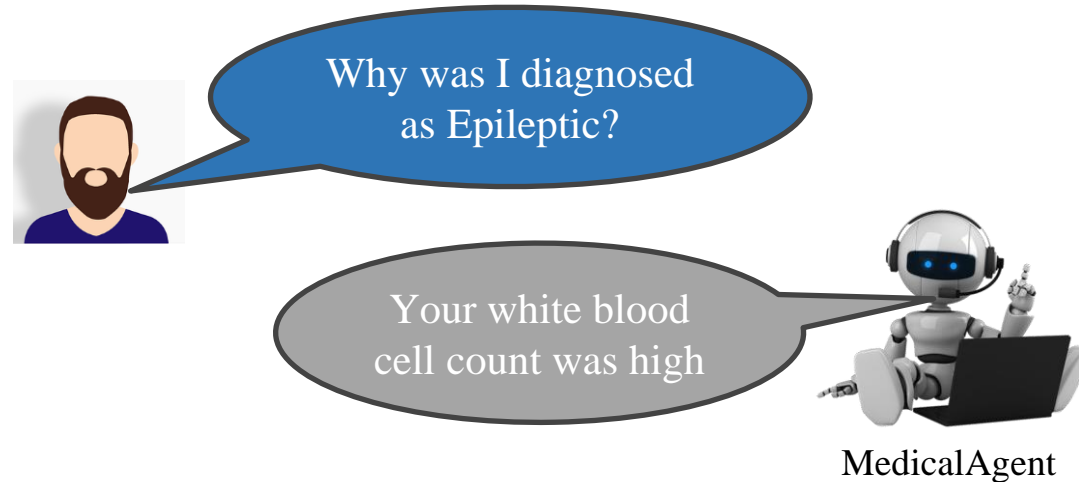 Why was I diagnosed
as Epileptic?
Your white blood
cell count was high
MedicalAgent